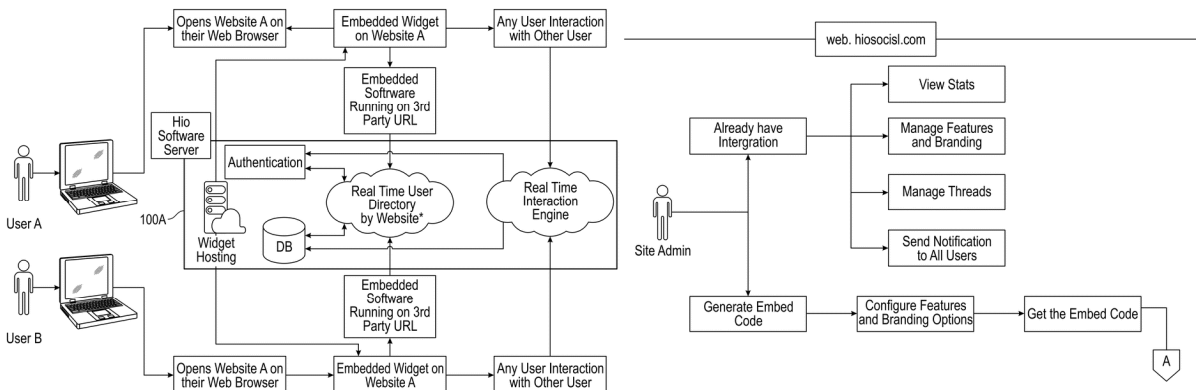 Opens Website A on
their Web Browser
Embedded Widget
on Website A
Any User Interaction
with Other User
Embedded
Softrware
Running on 3rd
Party URL
Hio
Software
Server
Authentication
User A
100A
Widget
Hosting
DB
Real Time User
Directory
by Website*
Real Time
Interaction
Engine
User B
Embedded
Software
Running on 3rd
Party URL
Opens Website A on
their Web Browser
Embedded Widget on
Website A
Any User Interaction
with Other User
web. hiosocisl.com
View Stats
Already have
Intergration
Manage Features
and Branding
Manage Threads
Site Admin
Send Notification
to All Users
Generate Embed
Code
Configure Features
and Branding Options
Get the Embed Code
A